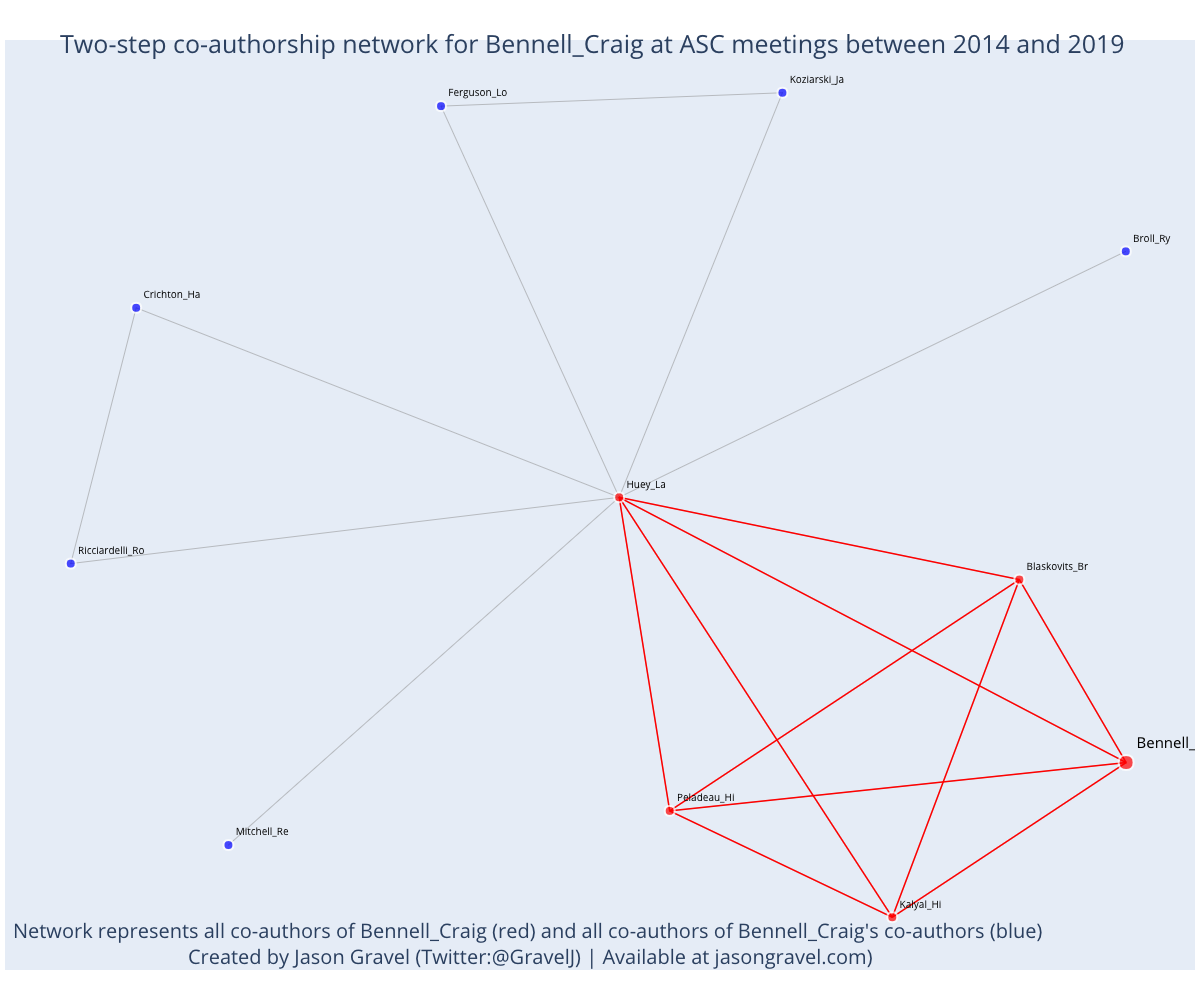 Two-step co-authorship network for Bennell_Craig at ASC meetings between 2014 and 2019
Koziarski_Ja
Ferguson_Lo
Broll_Ry
Crichton_Ha
Huey_La
Ricciardelli_Ro
Blaskovits_Br
Bennell_
Peladeau_Hi
Mitchell_Re
Kalyal_Hi
Network represents all co-authors of Bennell_Craig (red) and all co-authors of Bennell_Craig's co-authors (blue)
Created by Jason Gravel (Twitter:@GravelJ) | Available at jasongravel.com)